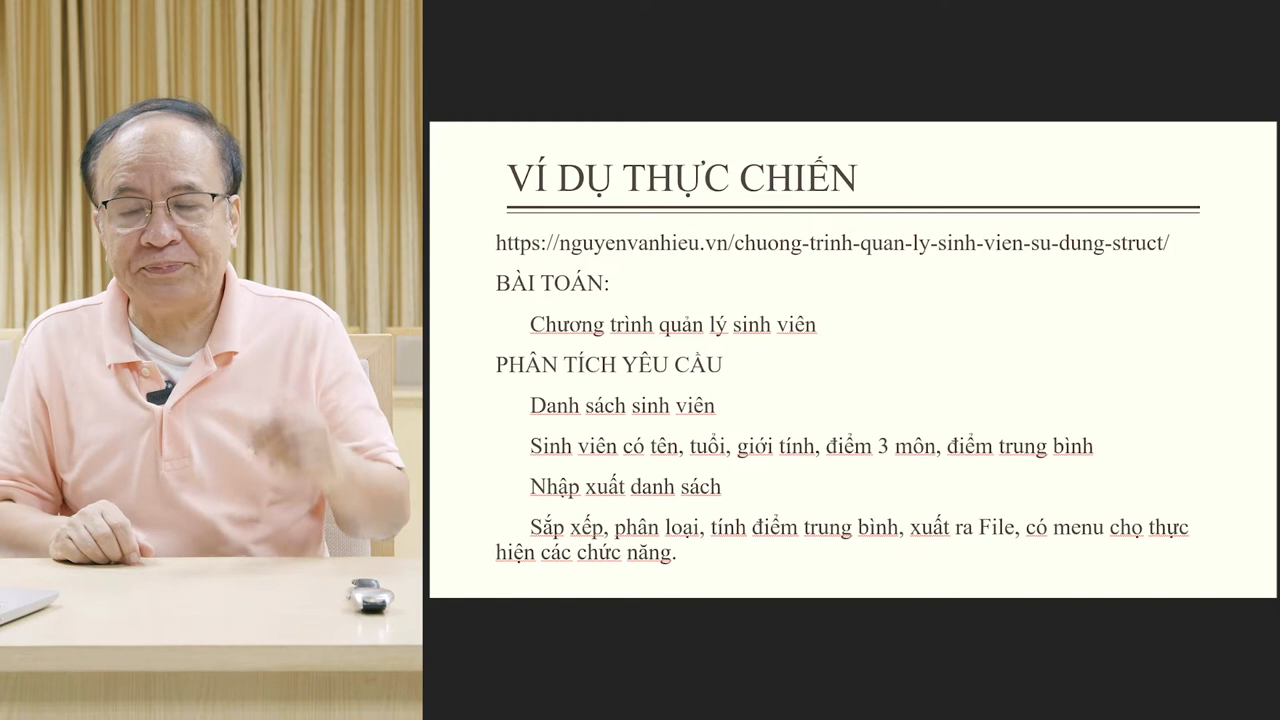 VÍ DỤ THỰC CHIẾN
https://nguyenvanhieu.vn/chuong-trinh-quan-ly-sinh-vien-su-dung-struct/
BÀI TOÁN:
Chương trình quản lý sinh viên
PHÂN TÍCH YÊU CẦU
Danh sách sinh viên
Sinh viên có tên, tuổi, giới tính, điểm 3 môn, điểm trung bình
Nhập xuất danh sách
Sắp xếp, phân loại, tính điểm trung bình, xuất ra File, có menu chọ thực
hiện các chức năng.